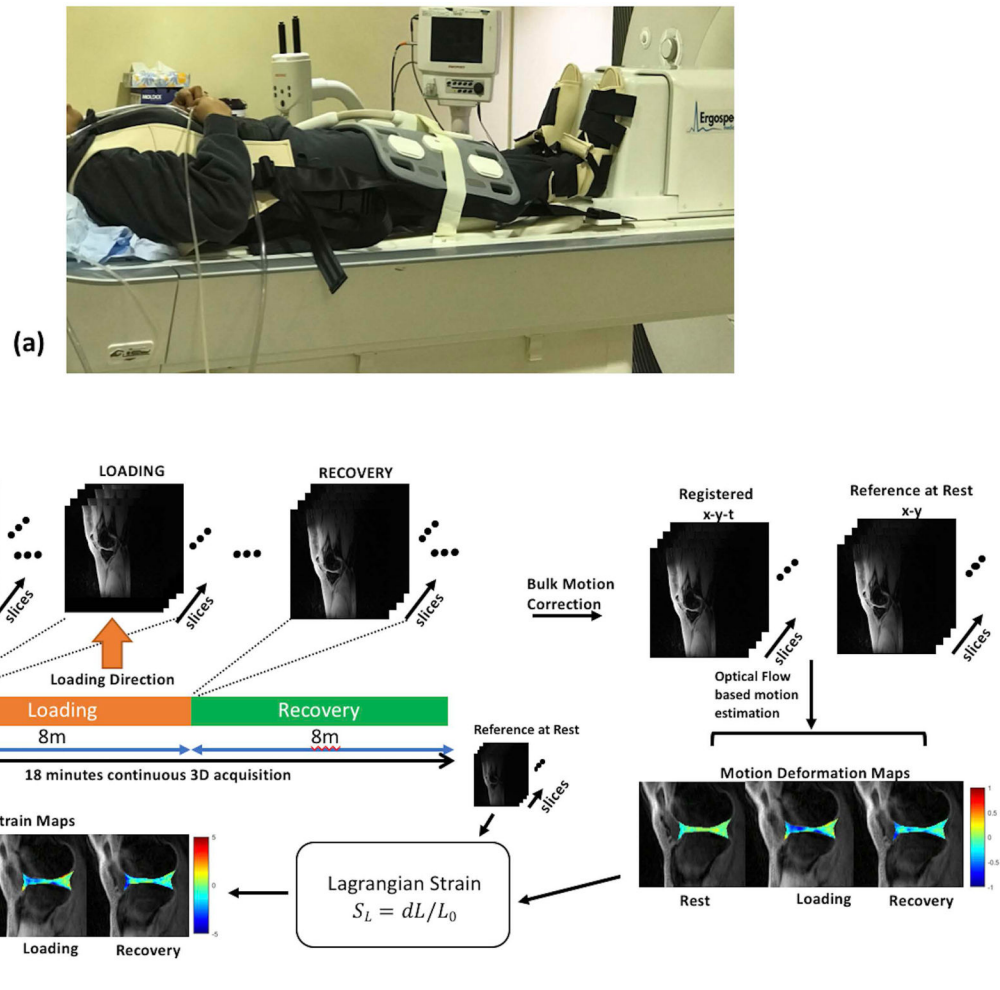 Ergospe
(a)
LOADING
RECOVERY
slices
slices
slices
Loading Direction
Loading
Recovery
8m
8m
18 minutes continuous 3D acquisition
Reference at Rest
slices
Bulk Motion
Correction
Registered
x-y-t
Reference at Rest
x-y
slices
slices
Optical Flow
based motion
estimation
Motion Deformation Maps
1
0.5
0
-0.5
-1
Rest
Loading
Recovery
Lagrangian Strain
S_L = dL/L_0
train Maps
5
0
-5
Loading
Recovery